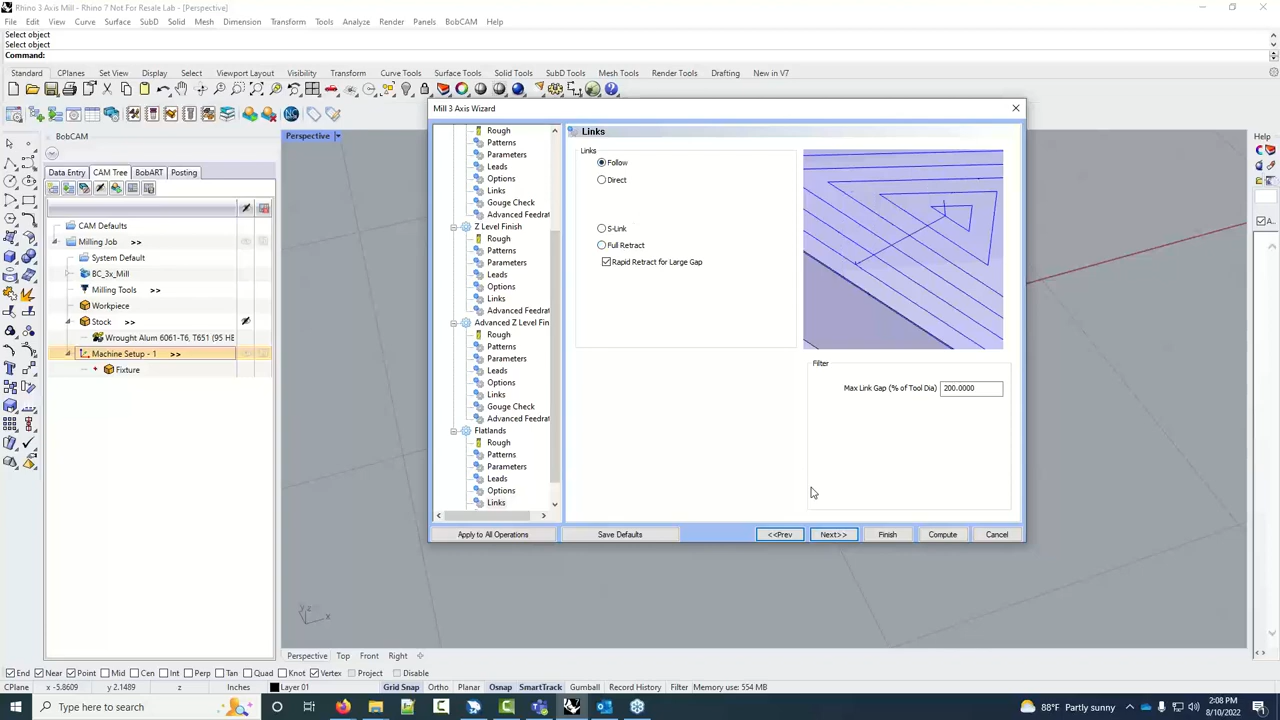 Rhino 3 Axis Mill - Rhino 7 Not For Resale Lab - [Perspective]
File Edit View Curve Surface SubD Solid Mesh Dimension Transform Tools Analyze Render Panels BobCAM Help
Select object
Select object
Command:
Standard CPlanes Set View Display Select Viewport Layout Visibility Transform Curve Tools Surface Tools Solid Tools SubD Tools Mesh Tools Render Tools Drafting New in V7
BobCAM
Data Entry CAM Tree BobART Posting
CAM Defaults
Milling Job >>
System Default
BC_3x_Mill
Milling Tools >>
Workpiece
Stock >>
Wrought Alum 6061-T6, T651 (95 HE
Machine Setup - 1 >>
Fixture
Perspective
Mill 3 Axis Wizard
Rough
Patterns
Parameters
Leads
Options
Links
Gouge Check
Advanced Feedrat
Z Level Finish
Rough
Patterns
Parameters
Leads
Options
Links
Advanced Feedrat
Advanced Z Level Fin
Rough
Patterns
Parameters
Leads
Options
Links
Gouge Check
Advanced Feedrat
Flatlands
Rough
Patterns
Parameters
Leads
Options
Links
Links
Links
Follow
Direct
S-Link
Full Retract
Rapid Retract for Large Gap
Filter
Max Link Gap (% of Tool Dia) 200.0000
Apply to All Operations Save Defaults <<Prev Next>> Finish Compute Cancel
Help
A...
z
x
Perspective Top Front Right
End Near Point Mid Cen Int Perp Tan Quad Knot Vertex Project Disable
CPlane x -5.8609 y 2.1489 z Inches Layer 01 Grid Snap Ortho Planar Osnap SmartTrack Gumball Record History Filter Memory use: 554 MB
Type here to search
88°F Partly sunny
2:08 PM
8/10/2022